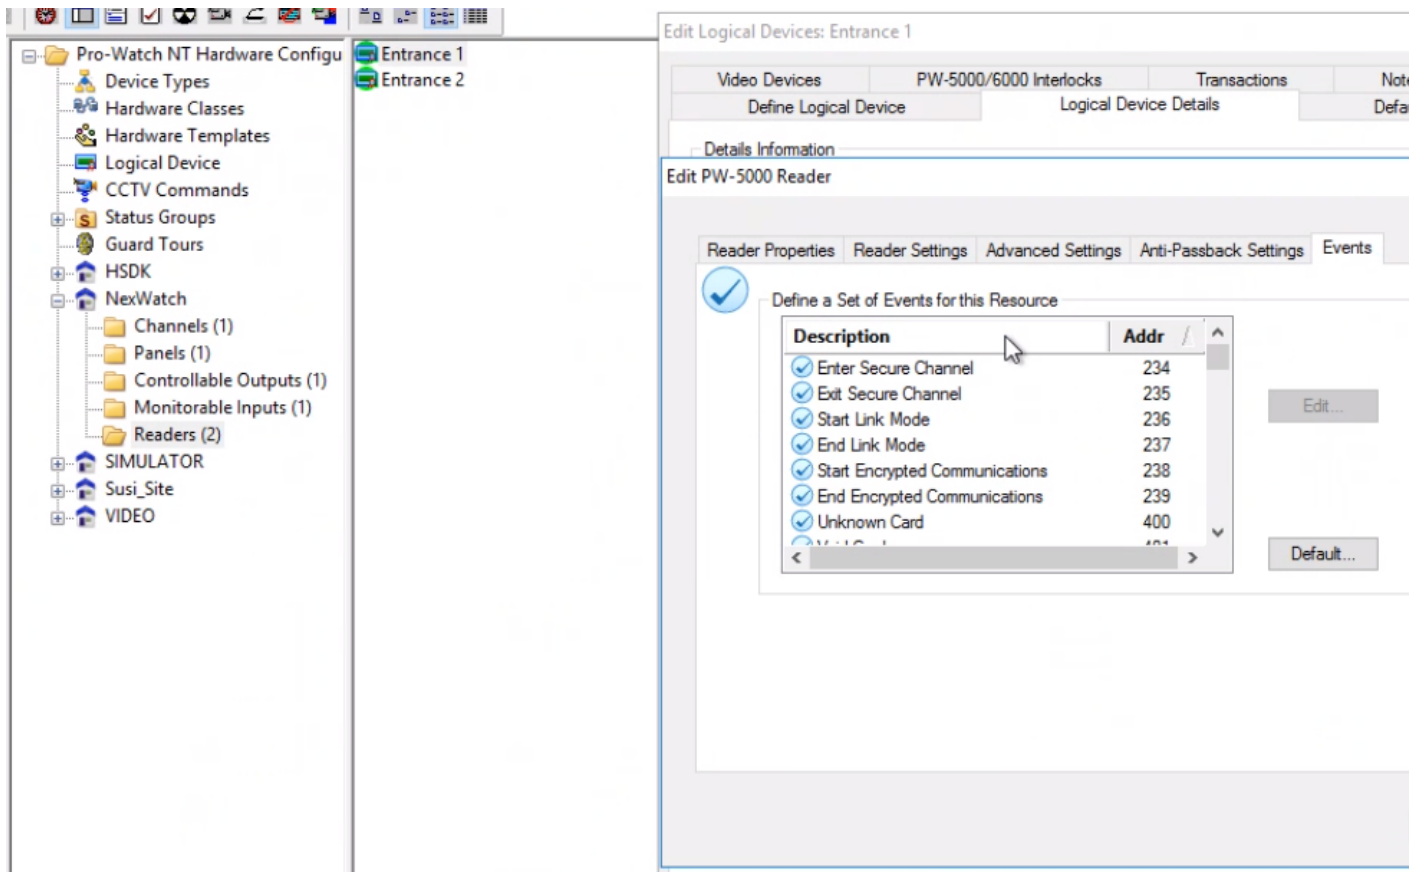 Pro-Watch NT Hardware Configu
Device Types
Hardware Classes
Hardware Templates
Logical Device
CCTV Commands
Status Groups
Guard Tours
HSDK
NexWatch
Channels (1)
Panels (1)
Controllable Outputs (1)
Monitorable Inputs (1)
Readers (2)
SIMULATOR
Susi_Site
VIDEO
Entrance 1
Entrance 2
Edit Logical Devices: Entrance 1
Video Devices PW-5000/6000 Interlocks Transactions Note
Define Logical Device Logical Device Details Defau
Details Information
Edit PW-5000 Reader
Reader Properties Reader Settings Advanced Settings Anti-Passback Settings Events
Define a Set of Events for this Resource
Description Addr
Enter Secure Channel 234
Exit Secure Channel 235
Start Link Mode 236
End Link Mode 237
Start Encrypted Communications 238
End Encrypted Communications 239
Unknown Card 400
Edit...
Default...